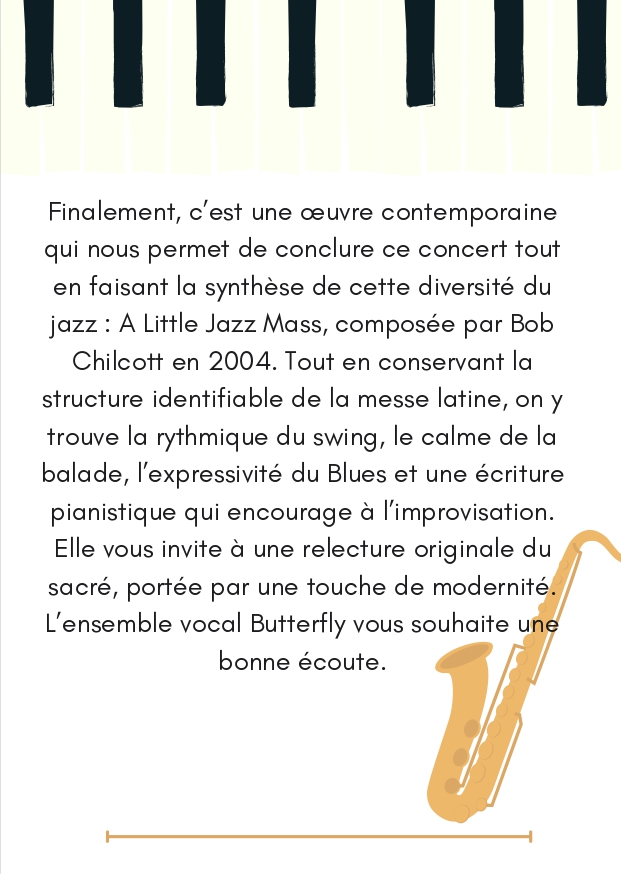 Finalement, c’est une œuvre contemporaine
qui nous permet de conclure ce concert tout
en faisant la synthèse de cette diversité du
jazz : A Little Jazz Mass, composée par Bob
Chilcott en 2004. Tout en conservant la
structure identifiable de la messe latine, on y
trouve la rythmique du swing, le calme de la
balade, l’expressivité du Blues et une écriture
pianistique qui encourage à l’improvisation.
Elle vous invite à une relecture originale du
sacré, portée par une touche de modernité.
L’ensemble vocal Butterfly vous souhaite une
bonne écoute.